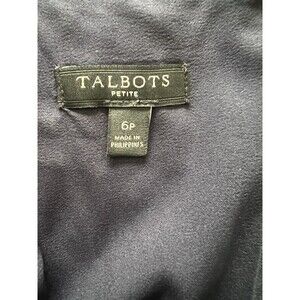 TALBOTS
PETITE
6P
MADE IN
PHILIPPINES